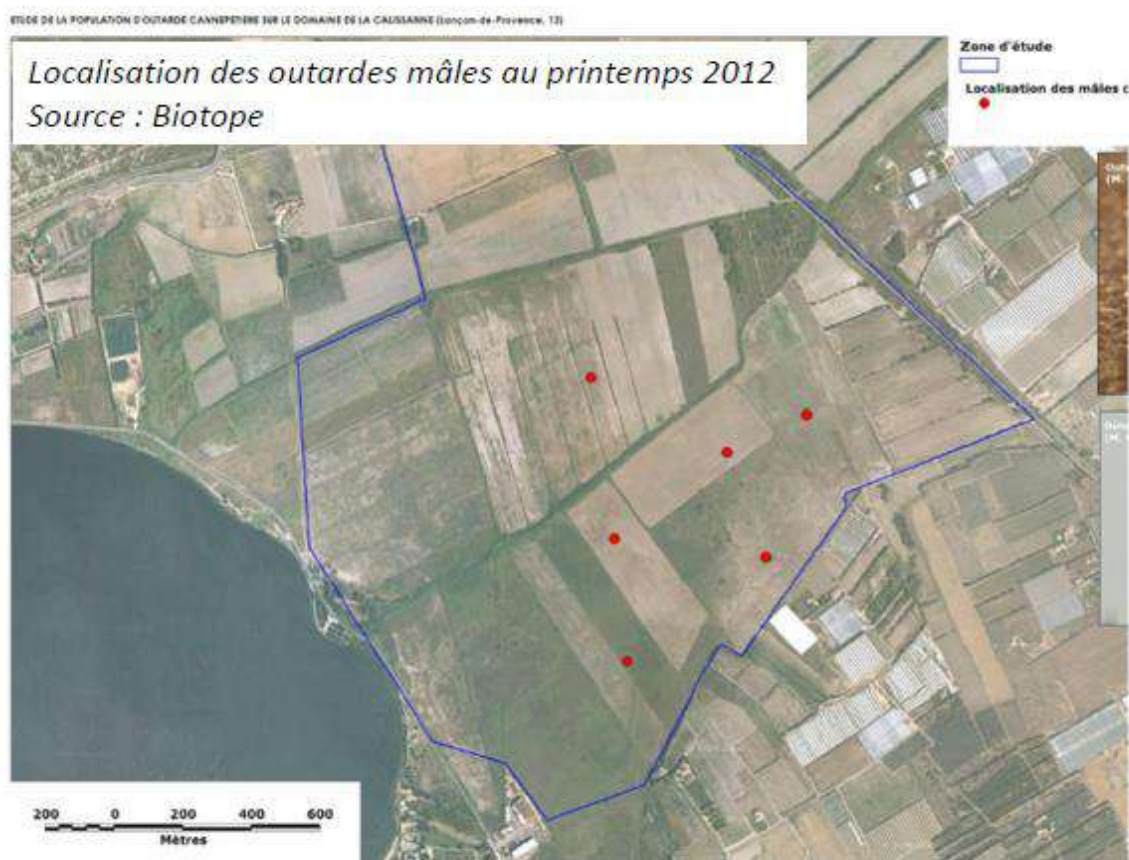 ETUDE DE LA POPULATION D'OUTARDE CANNEPETIERE SUR LE DOMAINE DE LA CALISSANNE (Lançon-de-Provence, 13)
Localisation des outardes mâles au printemps 2012
Source : Biotope
Zone d'étude
Localisation des mâles c
200 0 200 400 600
Mètres